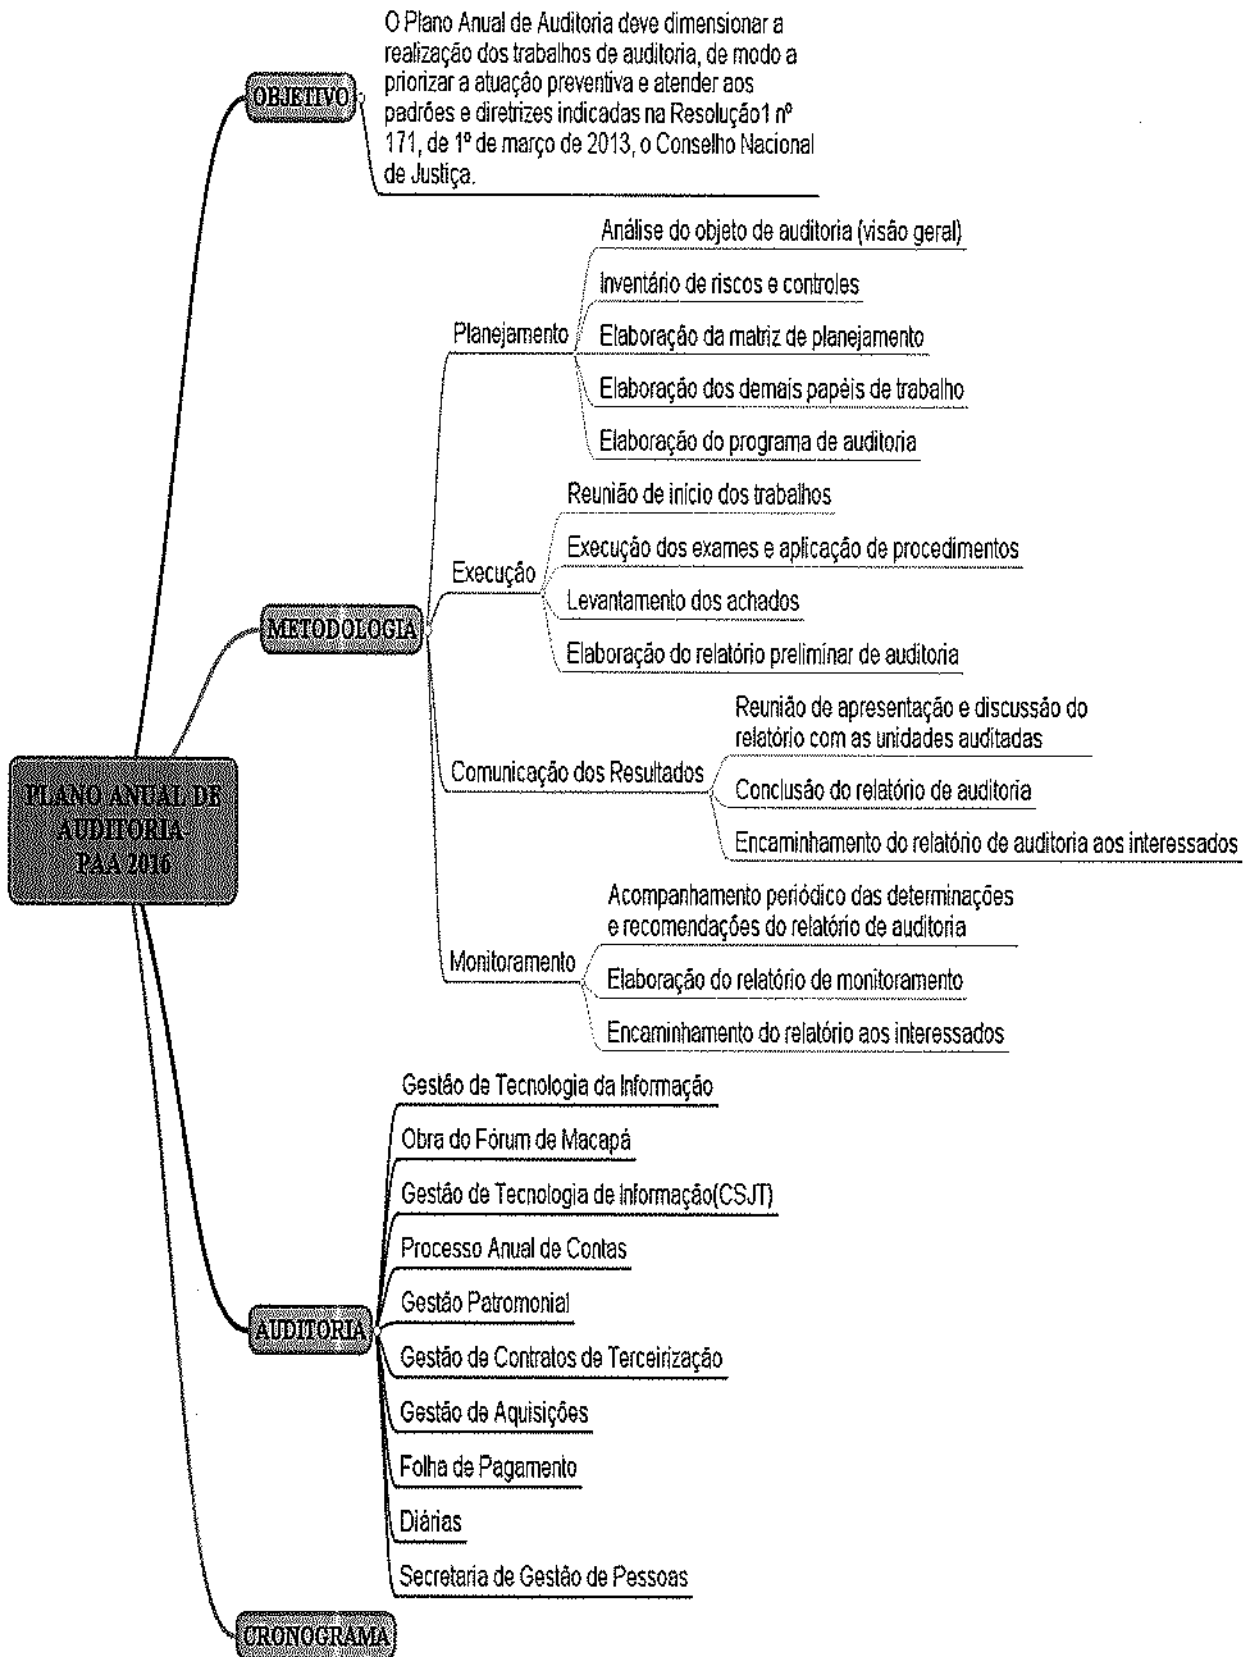 O Plano Anual de Auditoria deve dimensionar a
realização dos trabalhos de auditoria, de modo a
priorizar a atuação preventiva e atender aos
padrões e diretrizes indicadas na Resolução1 nº
171, de 1º de março de 2013, o Conselho Nacional
de Justiça.
OBJETIVO
Análise do objeto de auditoria (visão geral)
Inventário de riscos e controles
Planejamento
Elaboração da matriz de planejamento
Elaboração dos demais papéis de trabalho
Elaboração do programa de auditoria
Reunião de início dos trabalhos
Execução dos exames e aplicação de procedimentos
Execução
Levantamento dos achados
Elaboração do relatório preliminar de auditoria
METODOLOGIA
Reunião de apresentação e discussão do
relatório com as unidades auditadas
Comunicação dos Resultados
Conclusão do relatório de auditoria
Encaminhamento do relatório de auditoria aos interessados
PLANO ANUAL DE
AUDITORIA-
PAA 2016
Acompanhamento periódico das determinações
e recomendações do relatório de auditoria
Monitoramento
Elaboração do relatório de monitoramento
Encaminhamento do relatório aos interessados
Gestão de Tecnologia da Informação
Obra do Fórum de Macapá
Gestão de Tecnologia de Informação(CSJT)
Processo Anual de Contas
Gestão Patromonial
AUDITORIA
Gestão de Contratos de Terceirização
Gestão de Aquisições
Folha de Pagamento
Diárias
Secretaria de Gestão de Pessoas
CRONOGRAMA